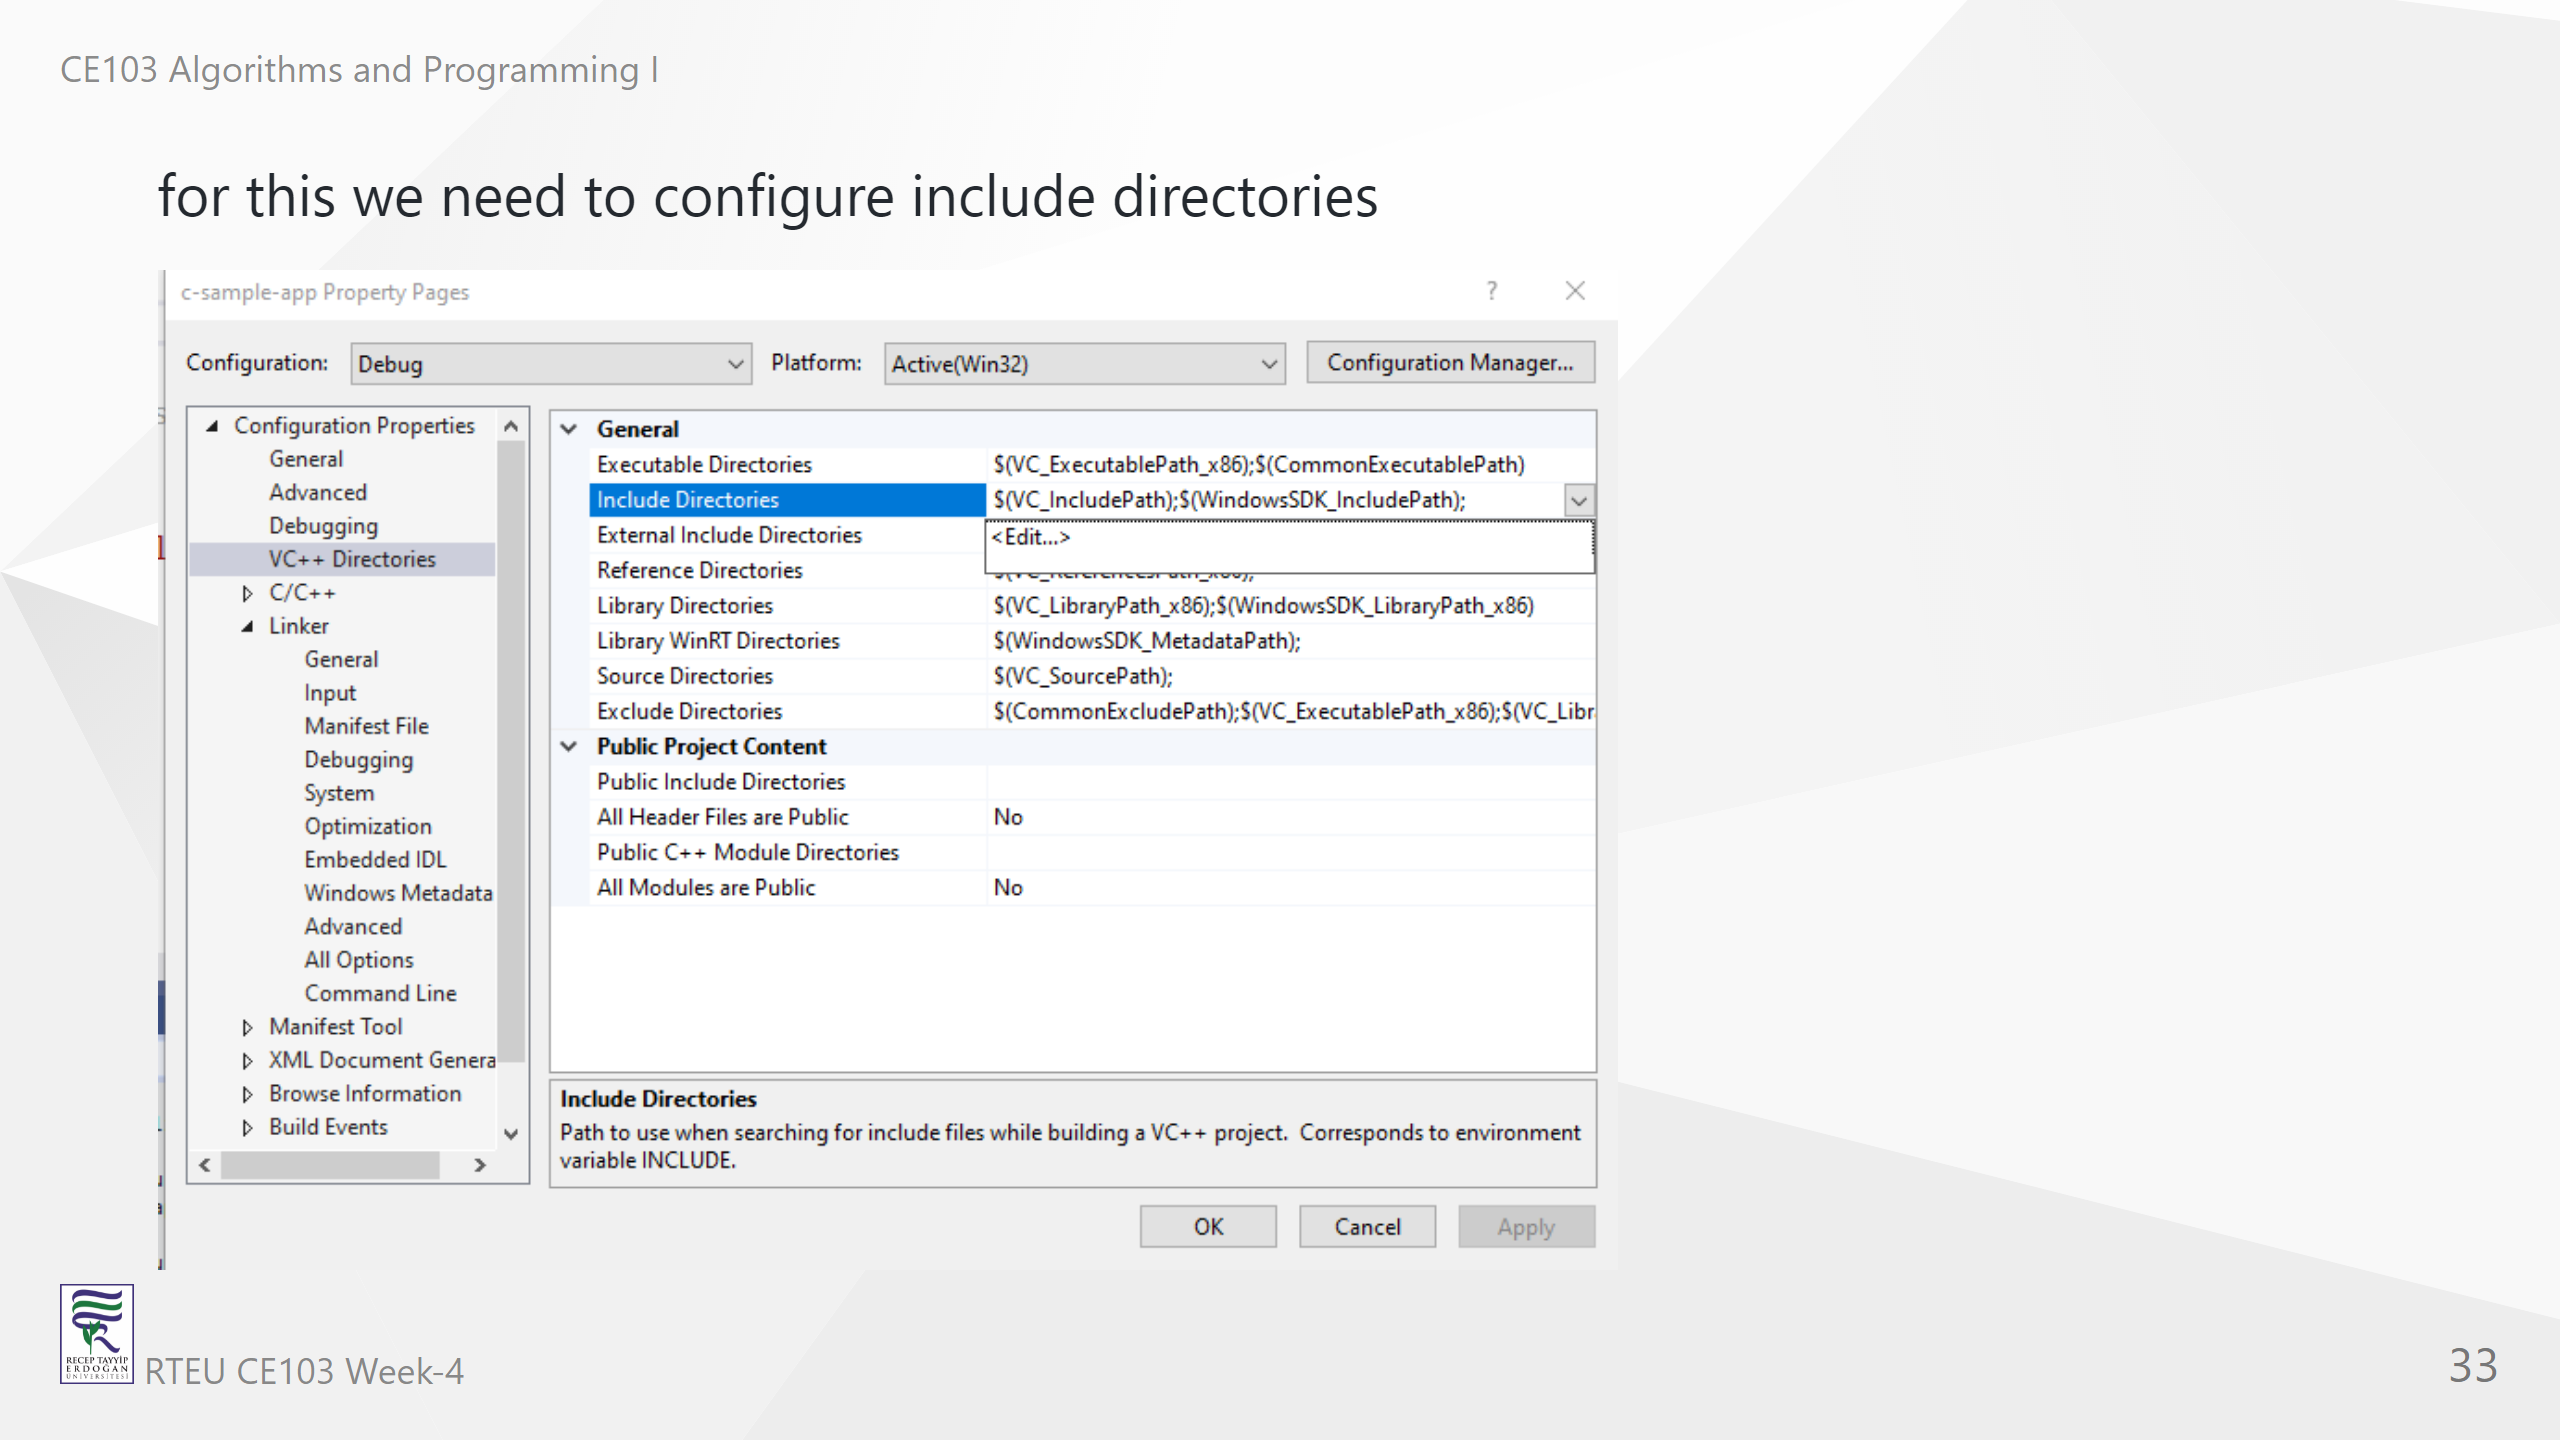 CE103 Algorithms and Programming I
for this we need to configure include directories
c-sample-app Property Pages
?
Configuration: Debug Platform: Active(Win32) Configuration Manager...
Configuration Properties
General
Advanced
Debugging
VC++ Directories
C/C++
Linker
General
Input
Manifest File
Debugging
System
Optimization
Embedded IDL
Windows Metadata
Advanced
All Options
Command Line
Manifest Tool
XML Document Genera
Browse Information
Build Events
General
Executable Directories $(VC_ExecutablePath_x86);$(CommonExecutablePath)
Include Directories $(VC_IncludePath);$(WindowsSDK_IncludePath);
External Include Directories <Edit...>
Reference Directories
Library Directories $(VC_LibraryPath_x86);$(WindowsSDK_LibraryPath_x86)
Library WinRT Directories $(WindowsSDK_MetadataPath);
Source Directories $(VC_SourcePath);
Exclude Directories $(CommonExcludePath);$(VC_ExecutablePath_x86);$(VC_Libr
Public Project Content
Public Include Directories
All Header Files are Public No
Public C++ Module Directories
All Modules are Public No
Include Directories
Path to use when searching for include files while building a VC++ project. Corresponds to environment
variable INCLUDE.
OK Cancel Apply
RECEP TAYYİP
ERDOĞAN
ÜNİVERSİTESİ
RTEU CE103 Week-4
33